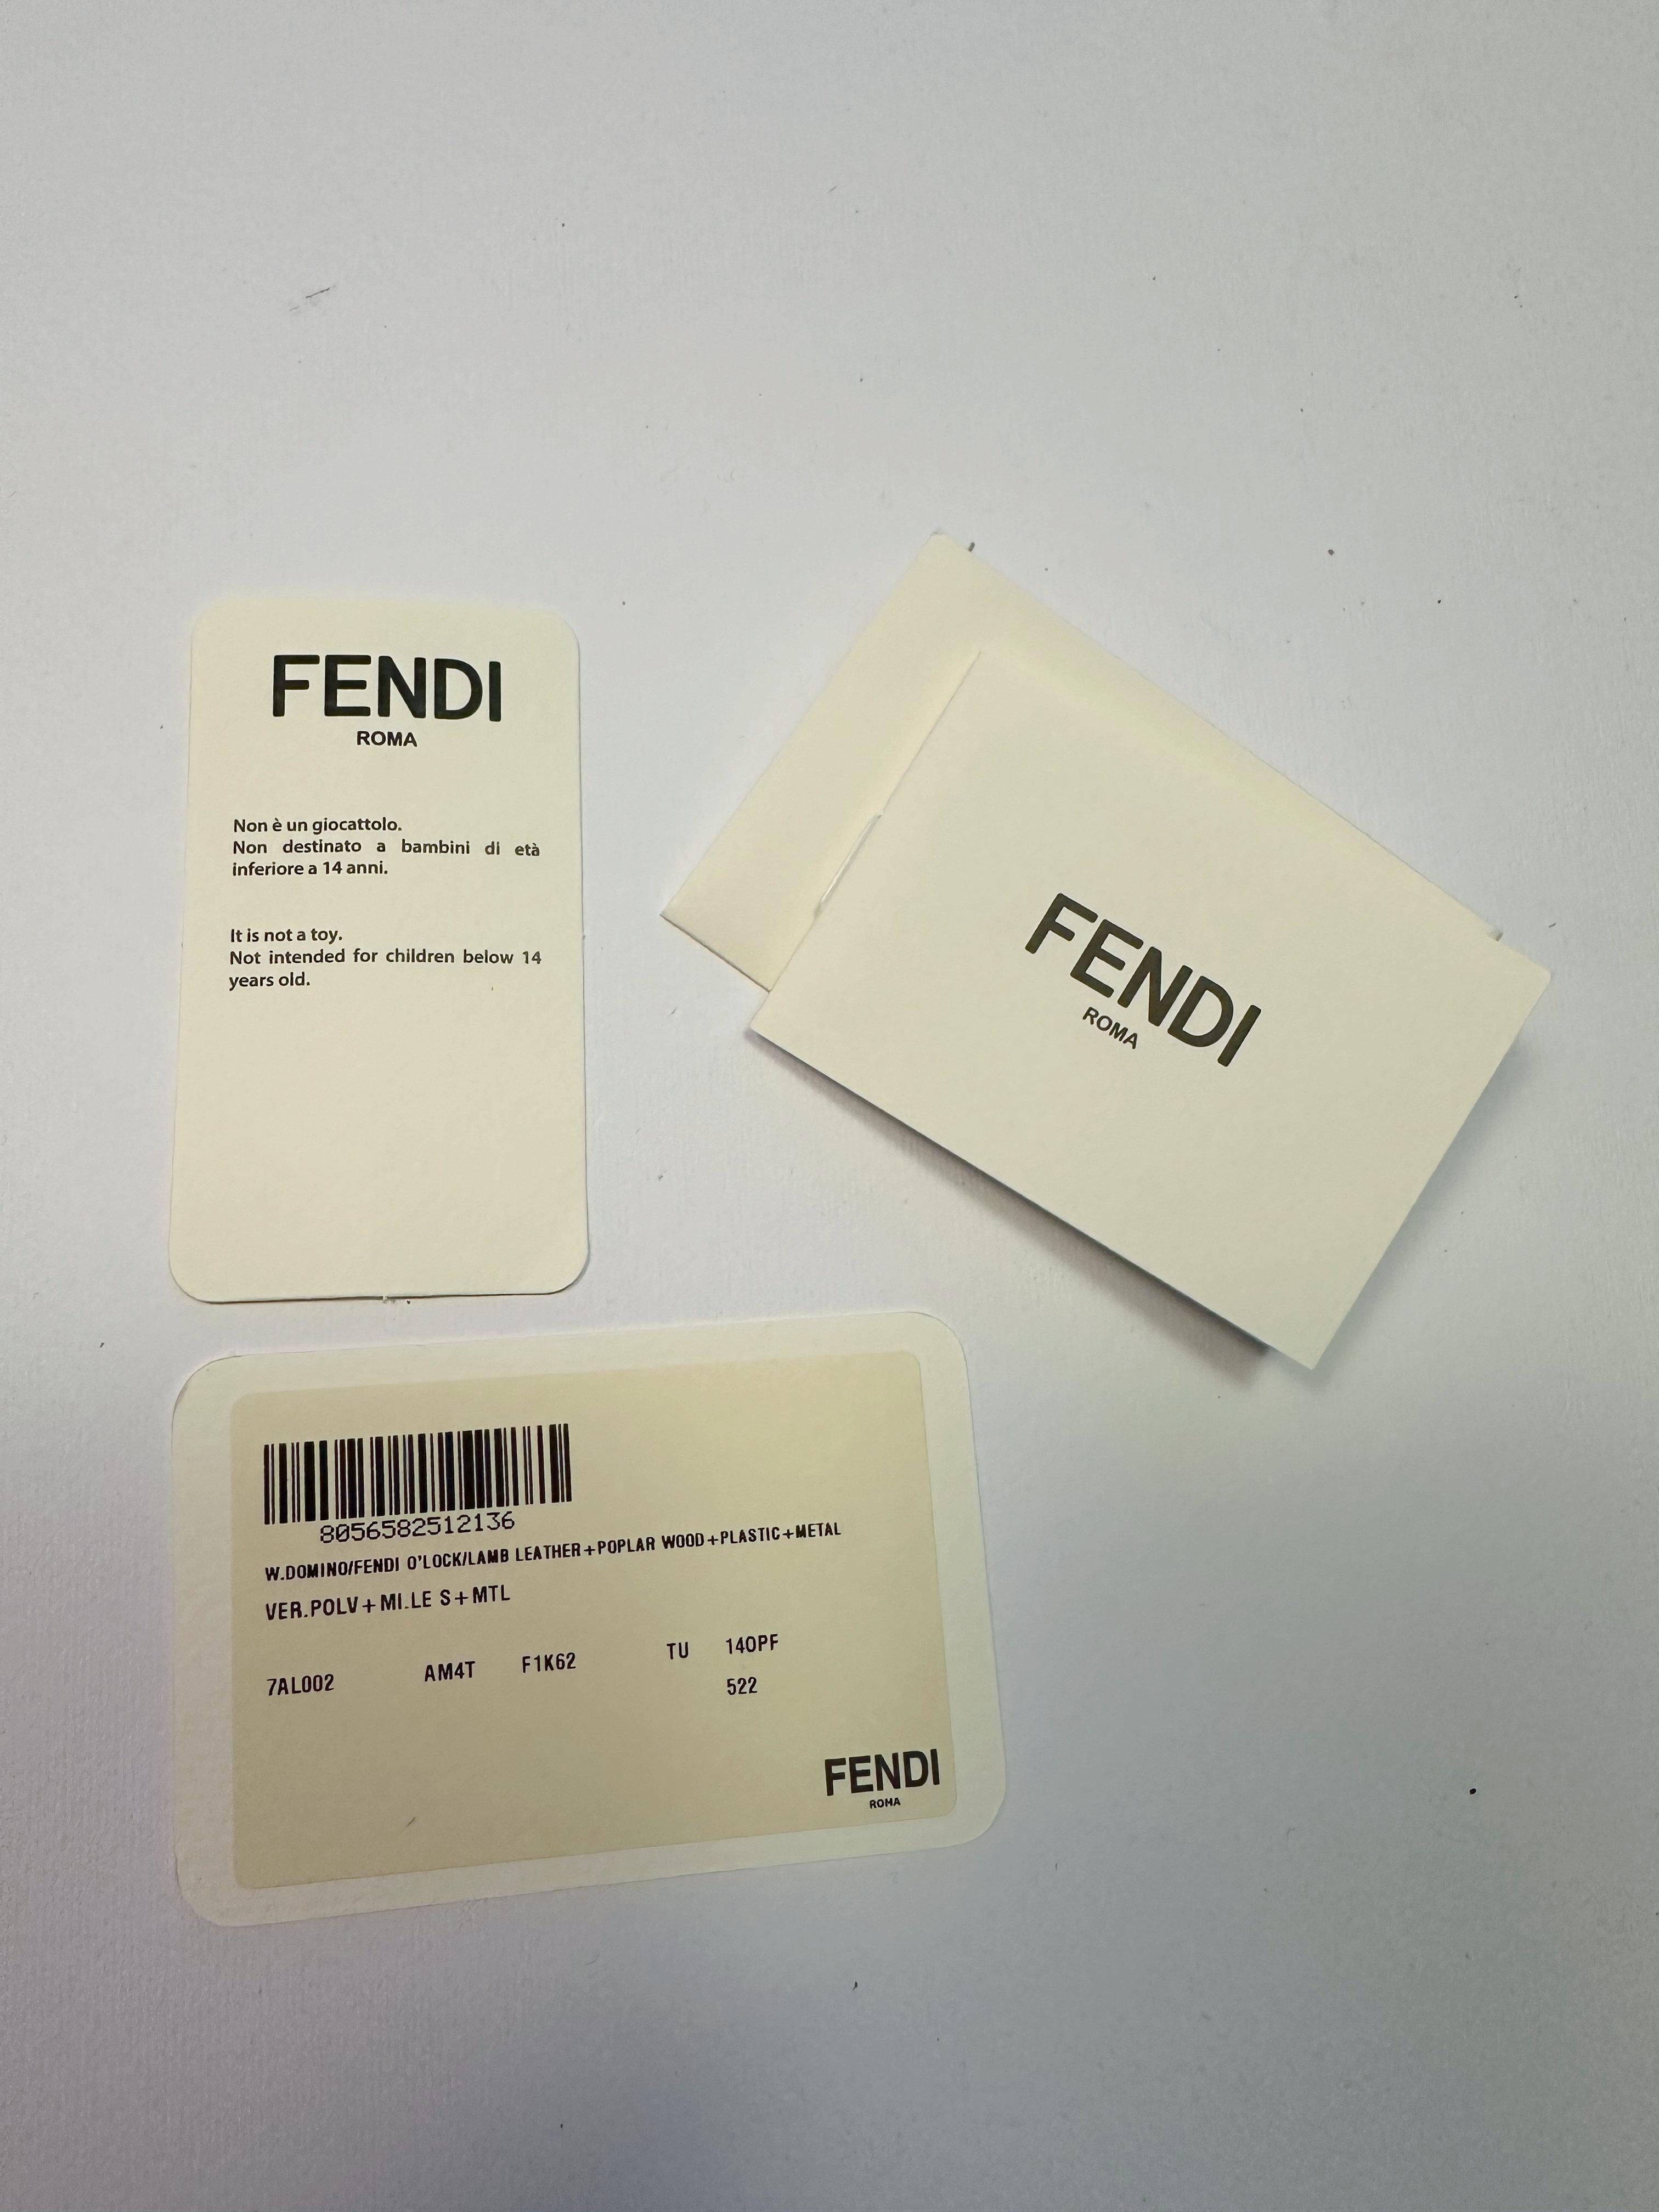 FENDI
ROMA
Non è un giocattolo.
Non destinato a bambini di età
inferiore a 14 anni.
It is not a toy.
Not intended for children below 14
years old.
FENDI
ROMA
8056582512136
W.DOMINO/FENDI O'LOCK/LAMB LEATHER+POPLAR WOOD+PLASTIC+METAL
VER.POLV+MI.LE S+MTL
7AL002 AM4T F1K62 TU 140PF
522
FENDI
ROMA